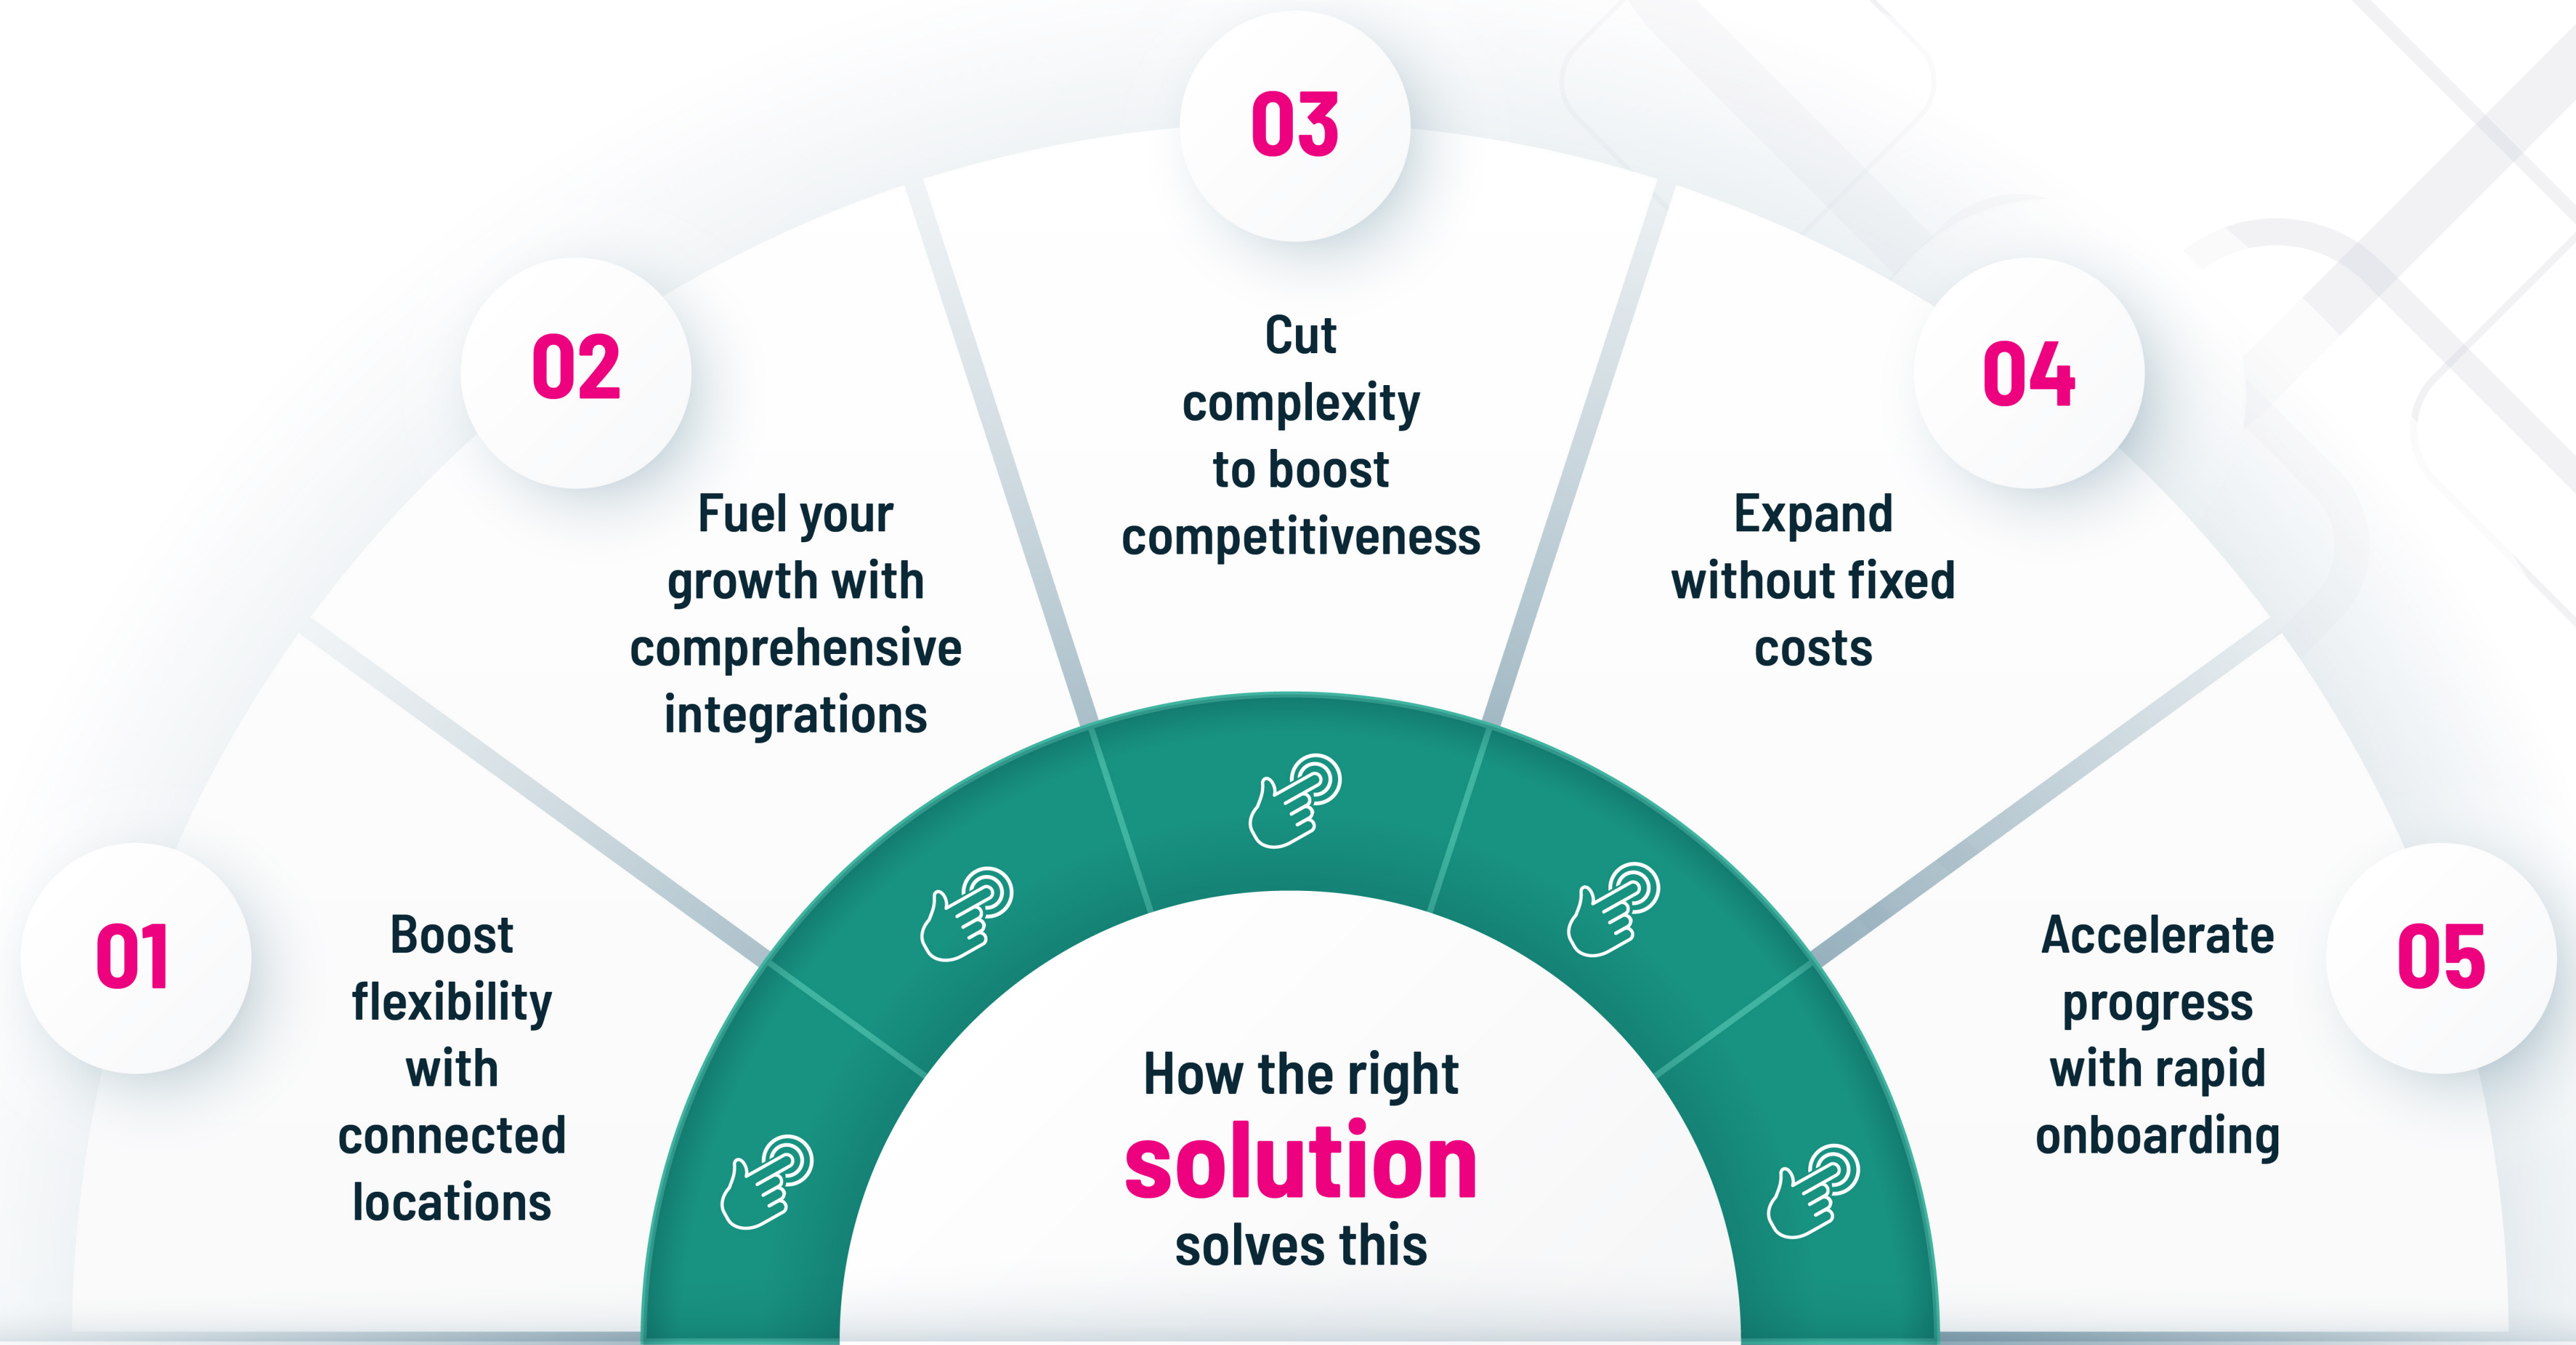 01
Boost
flexibility
with
connected
locations
02
Fuel your
growth with
comprehensive
integrations
03
Cut
complexity
to boost
competitiveness
04
Expand
without fixed
costs
05
Accelerate
progress
with rapid
onboarding
How the right
solution
solves this